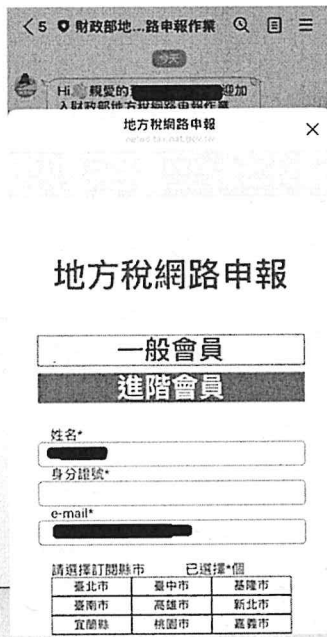 5 財政部地...路申報作業
今天
Hi 親愛的 迎加
入財政部地方稅網路申報作業
地方稅網路申報
地方稅網路申報
一般會員
進階會員
姓名*
身分證號*
e-mail*
請選擇訂閱縣市 已選擇*個
臺北市 臺中市 基隆市
臺南市 高雄市 新北市
宜蘭縣 桃園市 嘉義市